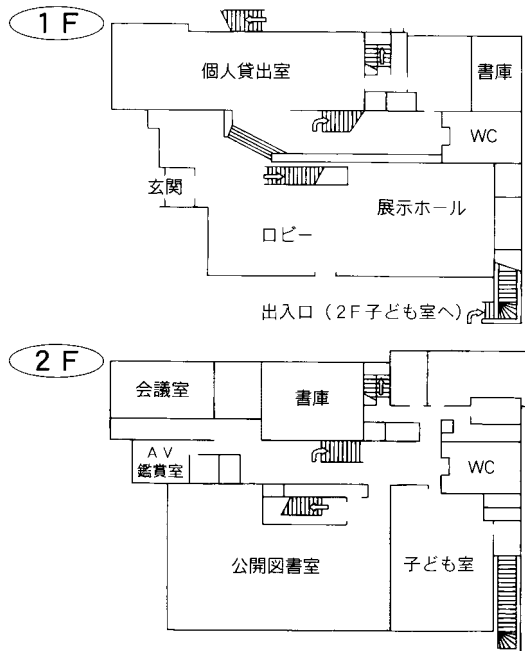 1F
個人貸出室
書庫
WC
玄関
展示ホール
ロビー
出入口（2F子ども室へ）
2F
会議室
書庫
AV
鑑賞室
WC
公開図書室
子ども室